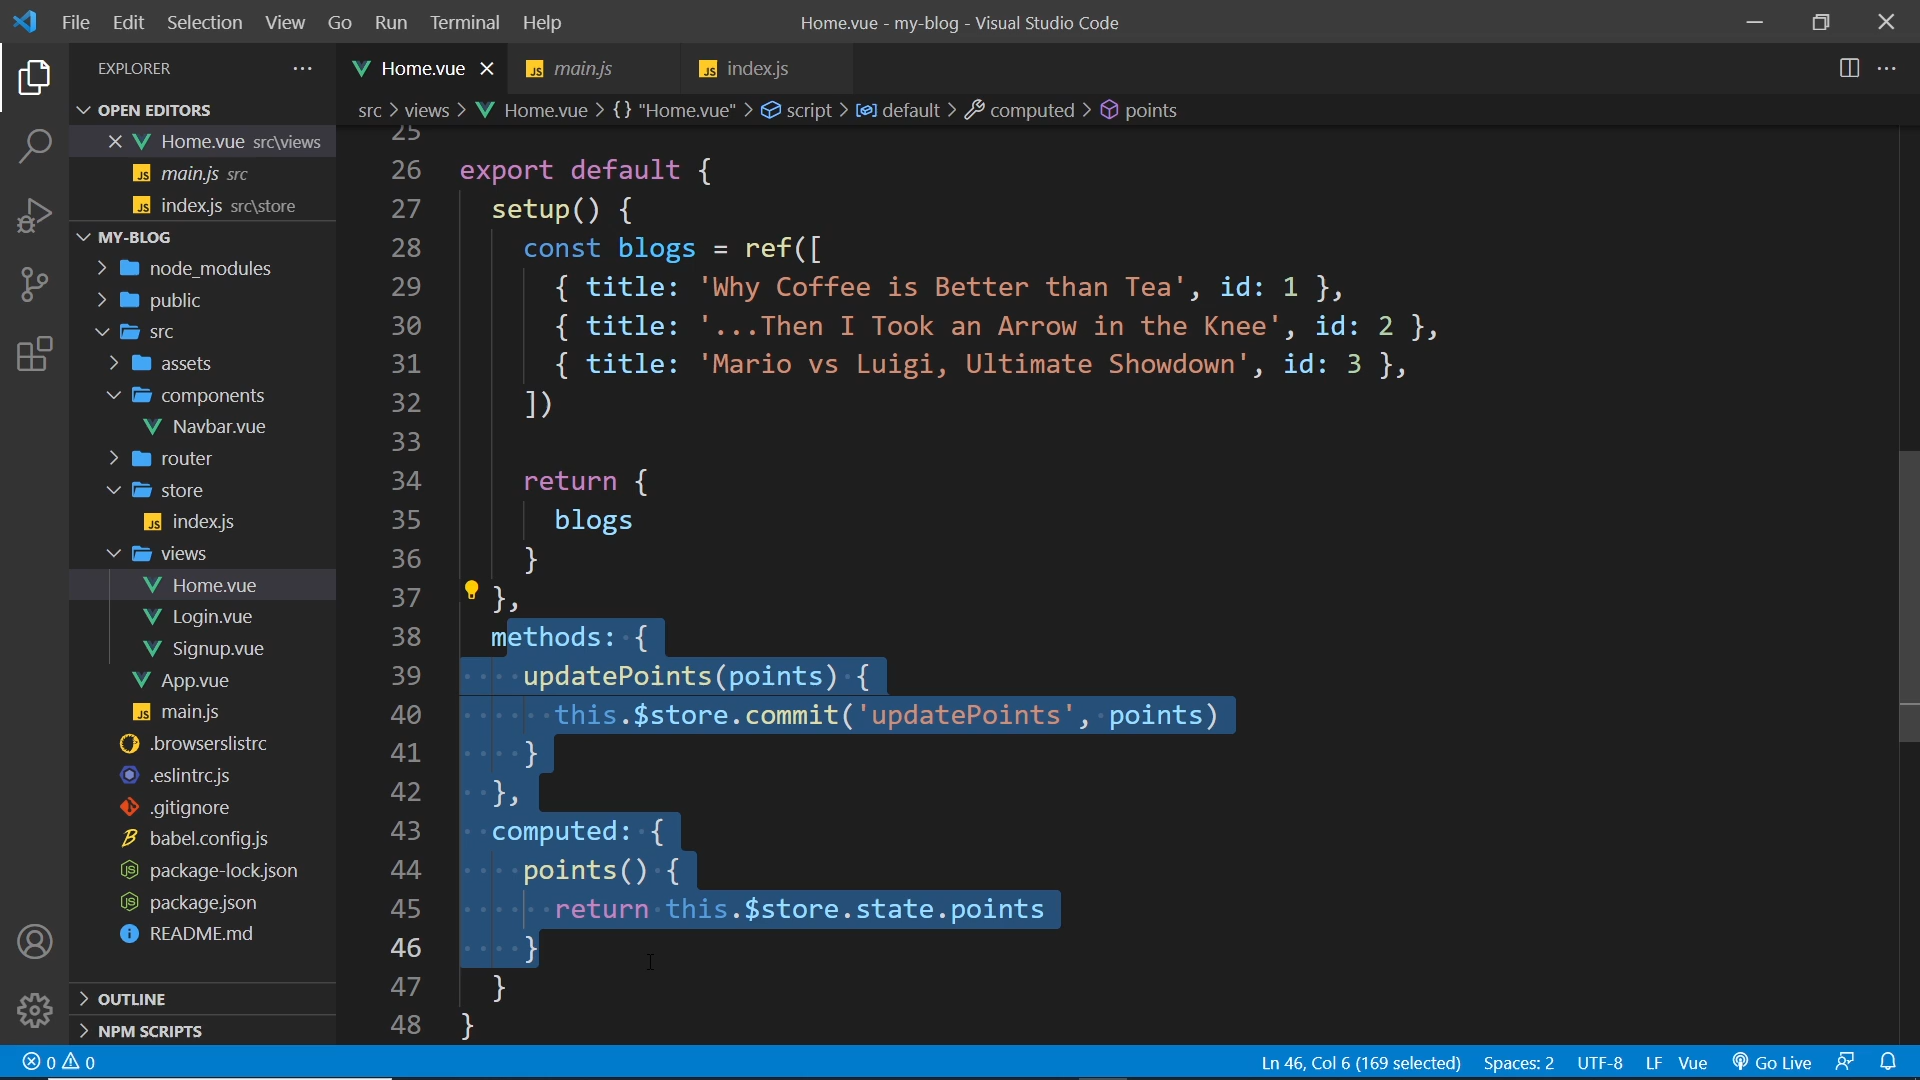 File Edit Selection View Go Run Terminal Help
Home.vue - my-blog - Visual Studio Code
EXPLORER
Home.vue
main.js
index.js
OPEN EDITORS
src > views > Home.vue > {} "Home.vue" > script > default > computed > points
Home.vue src\views
main.js src
index.js src\store
MY-BLOG
node_modules
public
src
assets
components
Navbar.vue
router
store
index.js
views
Home.vue
Login.vue
Signup.vue
App.vue
main.js
.browserslistrc
.eslintrc.js
.gitignore
babel.config.js
package-lock.json
package.json
README.md
OUTLINE
NPM SCRIPTS
25
26 export default {
27 setup() {
28 const blogs = ref([
29 { title: 'Why Coffee is Better than Tea', id: 1 },
30 { title: '...Then I Took an Arrow in the Knee', id: 2 },
31 { title: 'Mario vs Luigi, Ultimate Showdown', id: 3 },
32 ])
33
34 return {
35 blogs
36 }
37 },
38 methods: {
39 updatePoints(points) {
40 this.$store.commit('updatePoints', points)
41 }
42 },
43 computed: {
44 points() {
45 return this.$store.state.points
46 }
47 }
48 }
0 0
Ln 46, Col 6 (169 selected) Spaces: 2 UTF-8 LF Vue Go Live